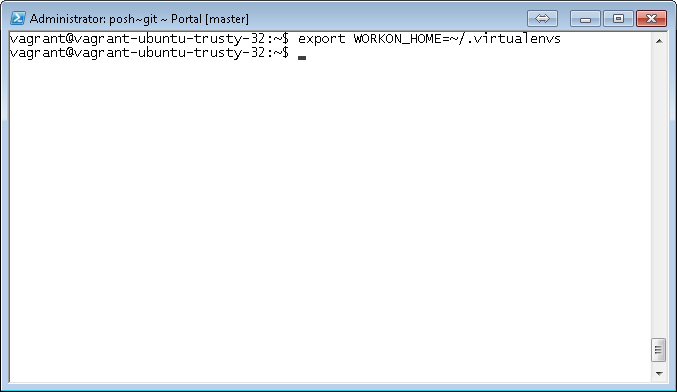 Administrator: posh~git ~ Portal [master]
vagrant@vagrant-ubuntu-trusty-32:~$ export WORKON_HOME=~/.virtualenvs
vagrant@vagrant-ubuntu-trusty-32:~$